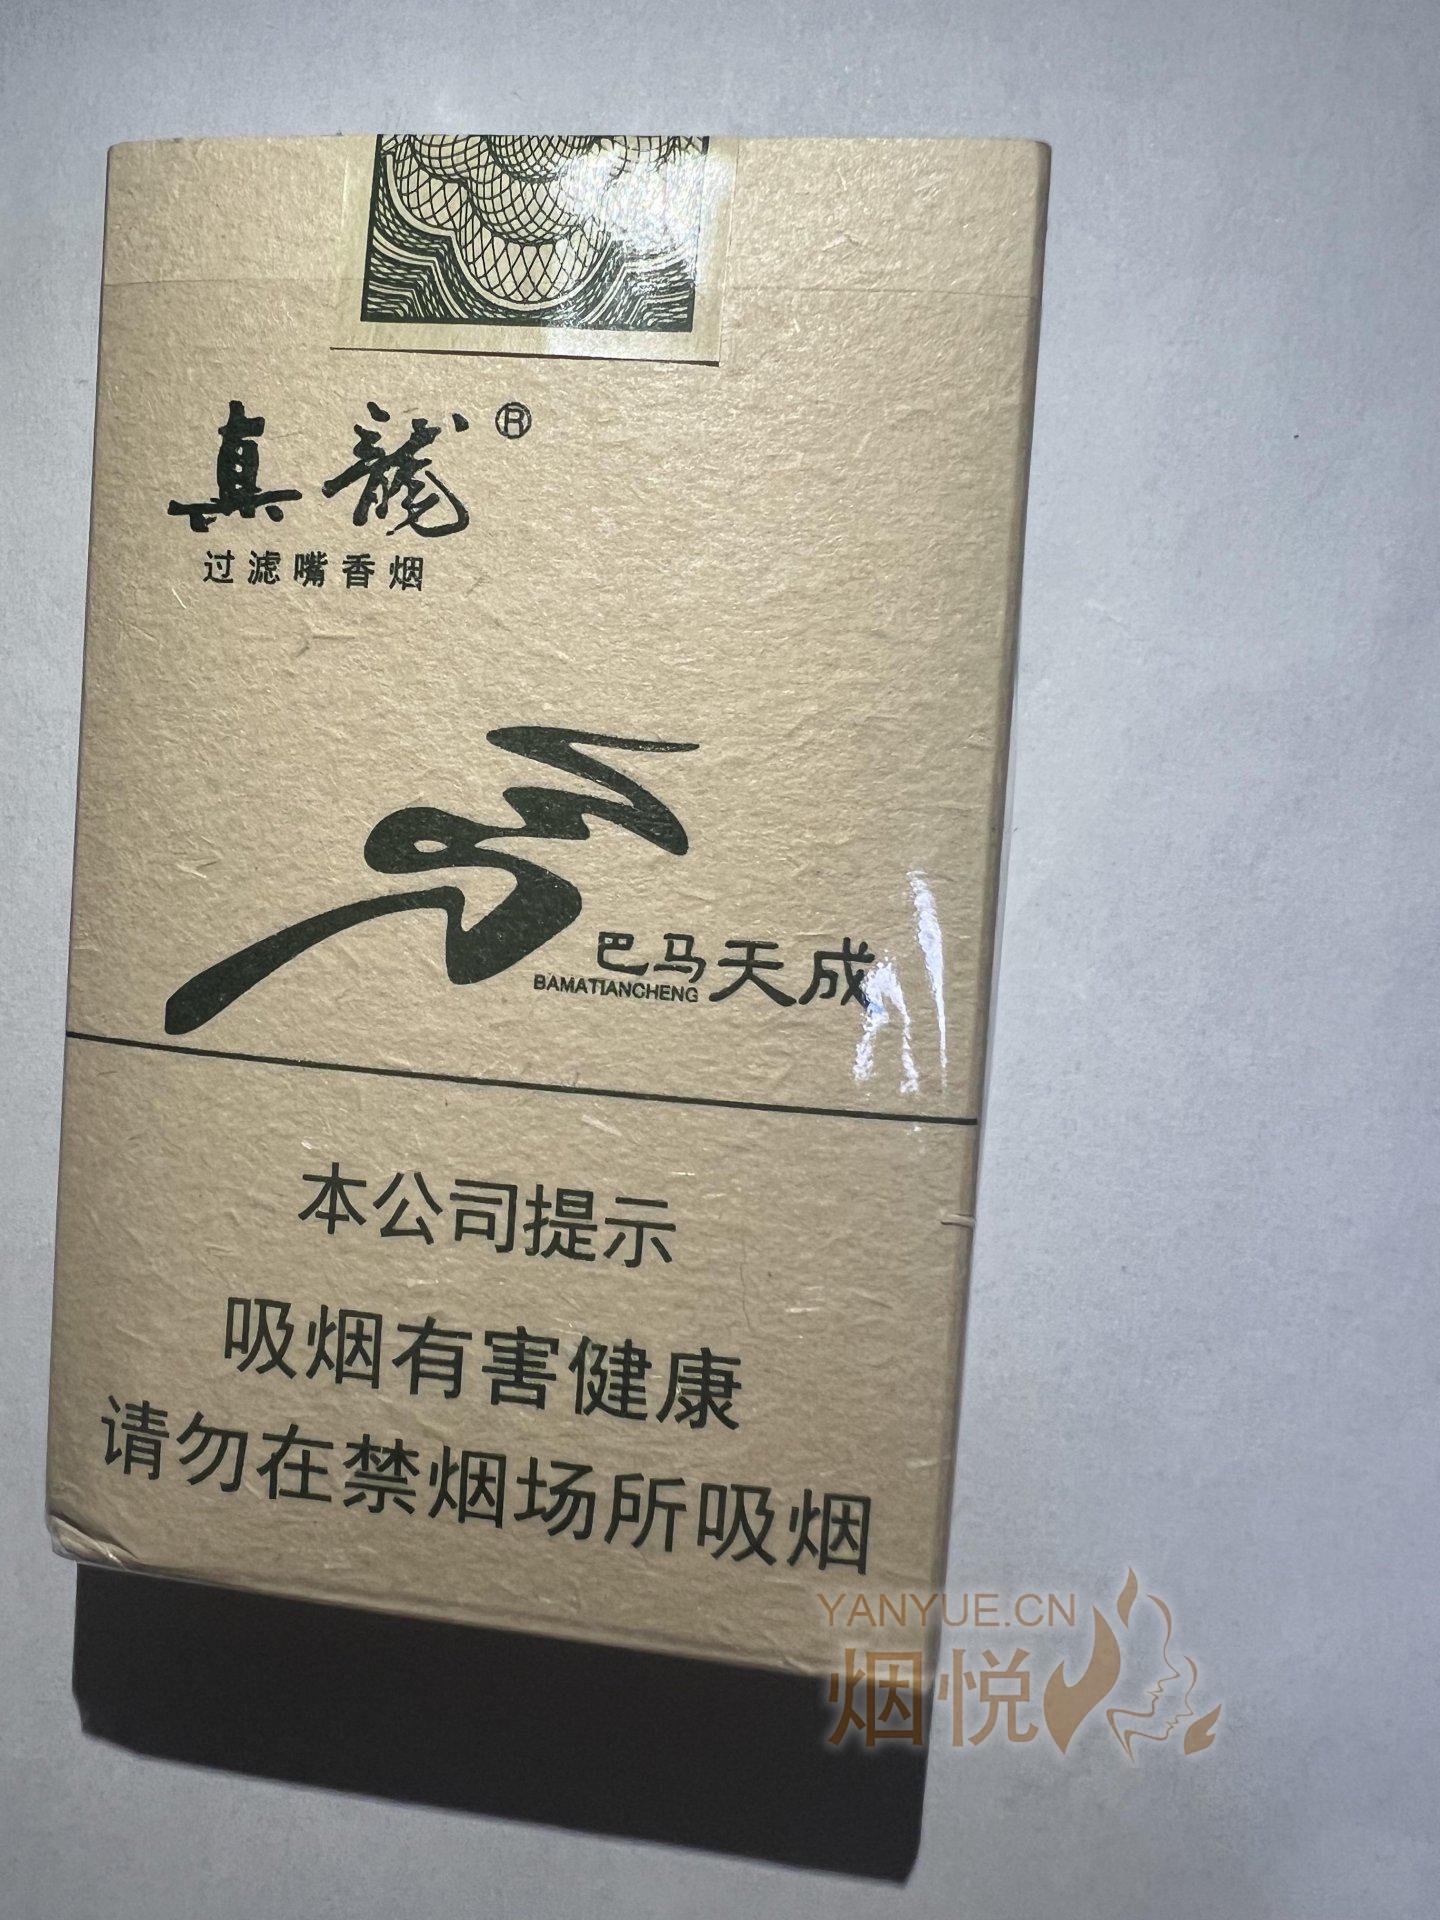 真龍®
过滤嘴香烟
巴马天成
BAMATIANCHENG
本公司提示
吸烟有害健康
请勿在禁烟场所吸烟
YANYUE.CN
烟悦